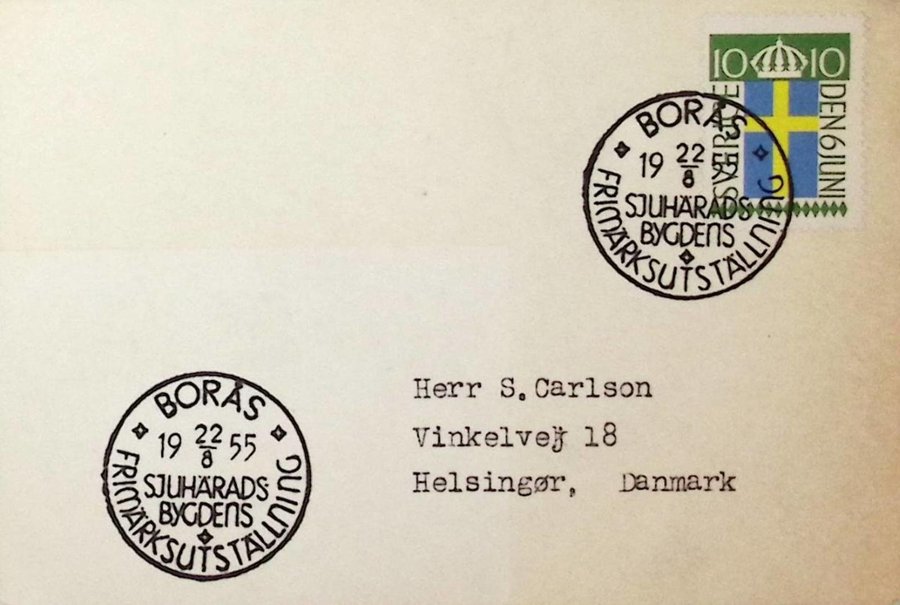 10 10
SVERIGE
DEN 6 JUNI
BORÅS
19 22/8 55
SJUHÄRADS
BYGDENS
FRIMÄRKSUTSTÄLLNING
Herr S. Carlson
Vinkelvej 18
Helsingør, Danmark
BORÅS
19 22/8 55
SJUHÄRADS-
BYGDENS
FRIMÄRKSUTSTÄLLNING